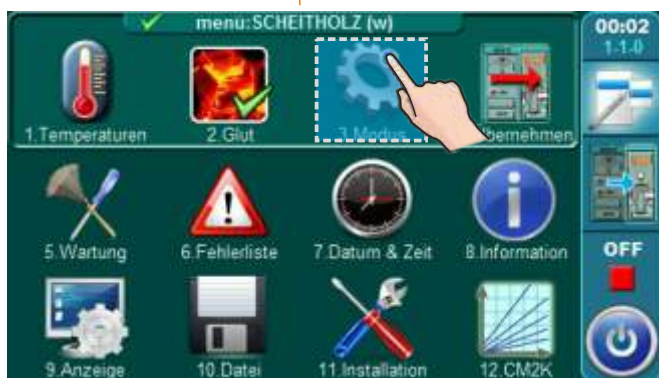 menu:SCHEITHOLZ (w)
00:02
1-1-0
1.Temperaturen
2.Glut
3.Modus
bernehmen
5.Wartung
6.Fehlerliste
7.Datum & Zeit
8.Information
OFF
9.Anzeige
10.Datei
11.Installation
12.CM2K